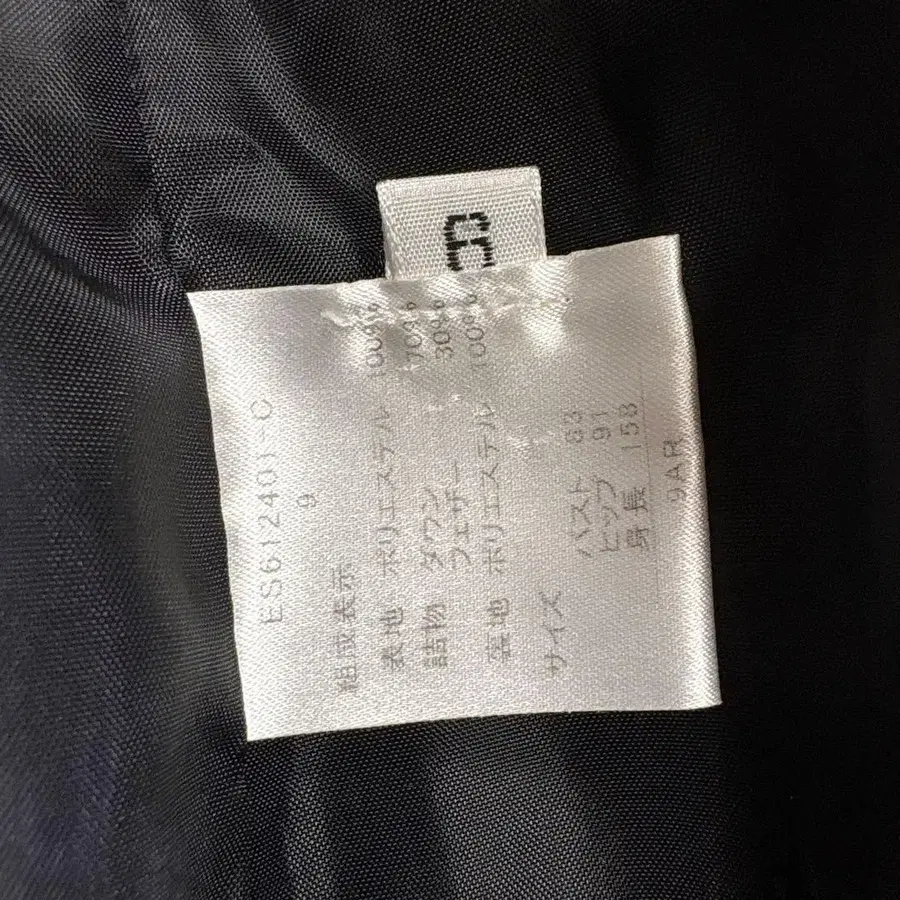 ES612401-C
9
組成表示
表地 ポリエステル 100%
詰物 ダウン 70%
フェザー 30%
裏地 ポリエステル 100%
サイズ
バスト 83
ヒップ 91
身長 158
9AR